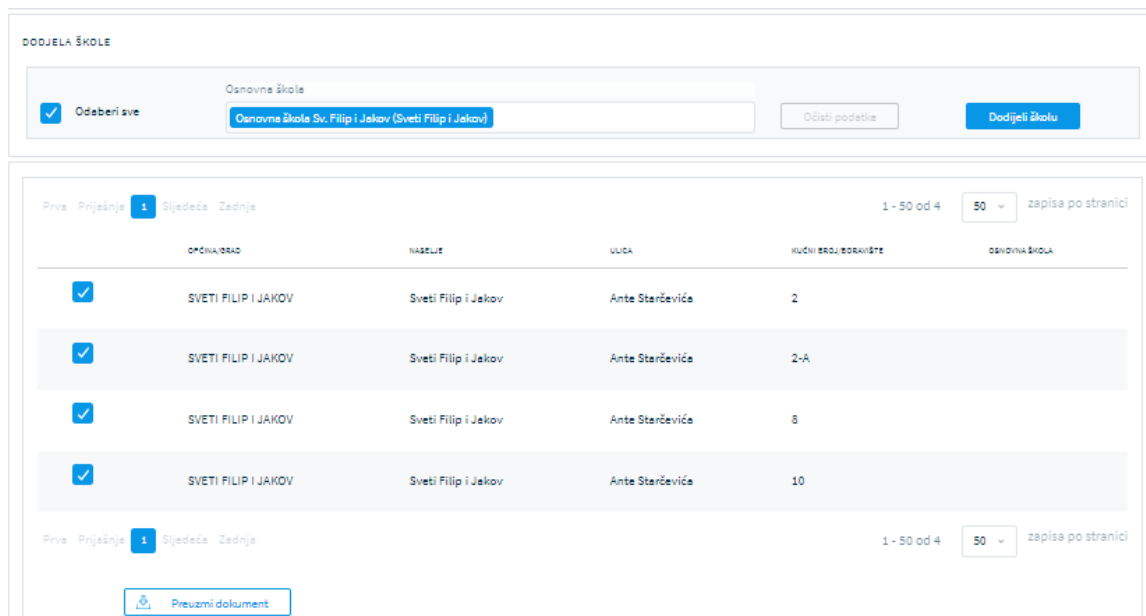 DODJELA ŠKOLE
Osnovna škola
Odaberi sve
Osnovna škola Sv. Filip i Jakov (Sveti Filip i Jakov)
Očisti podatke
Dodijeli školu
Prva Prijašnja 1 Sljedeća Zadnja 1 - 50 od 4 50 zapisa po stranici
OPĆINA/GRAD NASELJE ULICA KUĆNI BROJ/BORAVIŠTE OSNOVNA ŠKOLA
SVETI FILIP I JAKOV Sveti Filip i Jakov Ante Starčevića 2
SVETI FILIP I JAKOV Sveti Filip i Jakov Ante Starčevića 2-A
SVETI FILIP I JAKOV Sveti Filip i Jakov Ante Starčevića 8
SVETI FILIP I JAKOV Sveti Filip i Jakov Ante Starčevića 10
Prva Prijašnja 1 Sljedeća Zadnja 1 - 50 od 4 50 zapisa po stranici
Preuzmi dokument